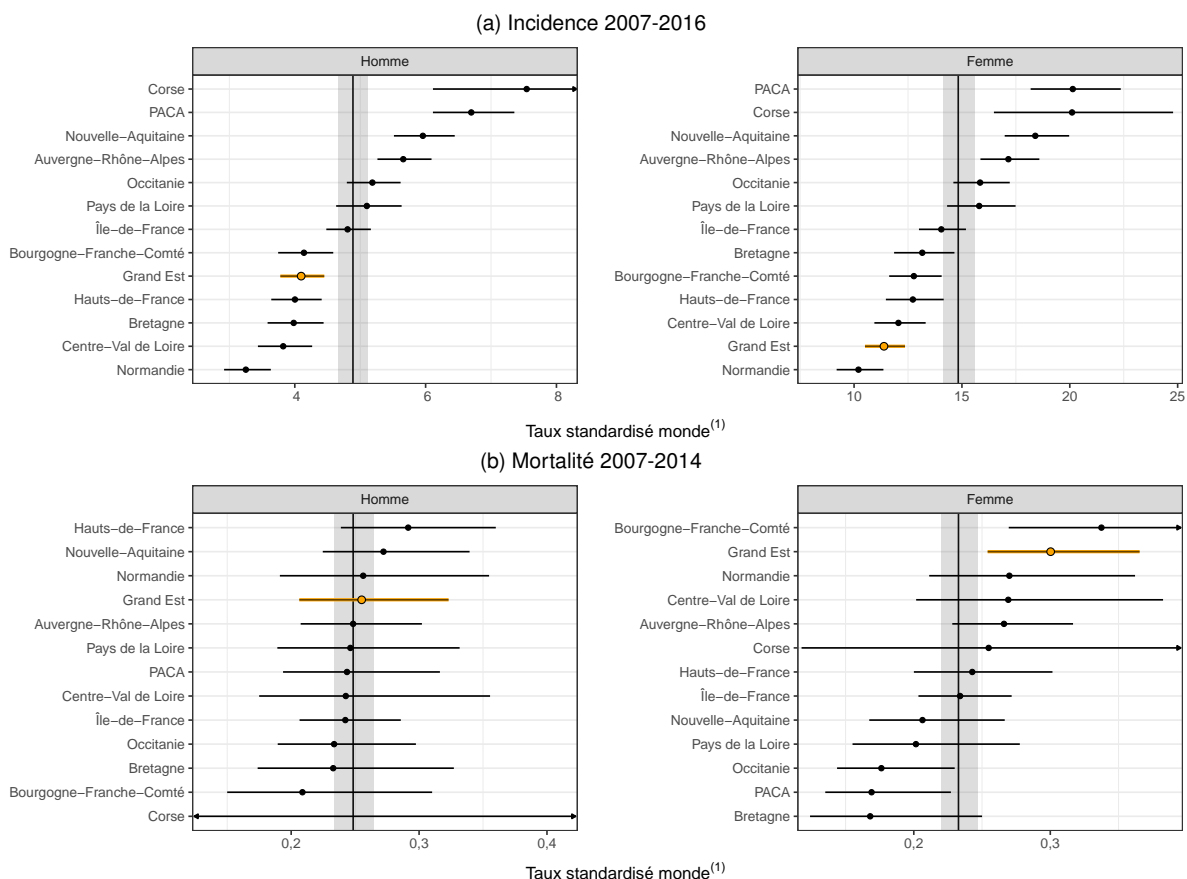 (a) Incidence 2007-2016
Homme
Corse
PACA
Nouvelle−Aquitaine
Auvergne−Rhône−Alpes
Occitanie
Pays de la Loire
Île−de−France
Bourgogne−Franche−Comté
Grand Est
Hauts−de−France
Bretagne
Centre−Val de Loire
Normandie
4 6 8
Femme
PACA
Corse
Nouvelle−Aquitaine
Auvergne−Rhône−Alpes
Occitanie
Pays de la Loire
Île−de−France
Bretagne
Bourgogne−Franche−Comté
Hauts−de−France
Centre−Val de Loire
Grand Est
Normandie
10 15 20 25
Taux standardisé monde(1)
(b) Mortalité 2007-2014
Homme
Hauts−de−France
Nouvelle−Aquitaine
Normandie
Grand Est
Auvergne−Rhône−Alpes
Pays de la Loire
PACA
Centre−Val de Loire
Île−de−France
Occitanie
Bretagne
Bourgogne−Franche−Comté
Corse
0,2 0,3 0,4
Femme
Bourgogne−Franche−Comté
Grand Est
Normandie
Centre−Val de Loire
Auvergne−Rhône−Alpes
Corse
Hauts−de−France
Île−de−France
Nouvelle−Aquitaine
Pays de la Loire
Occitanie
PACA
Bretagne
0,2 0,3
Taux standardisé monde(1)